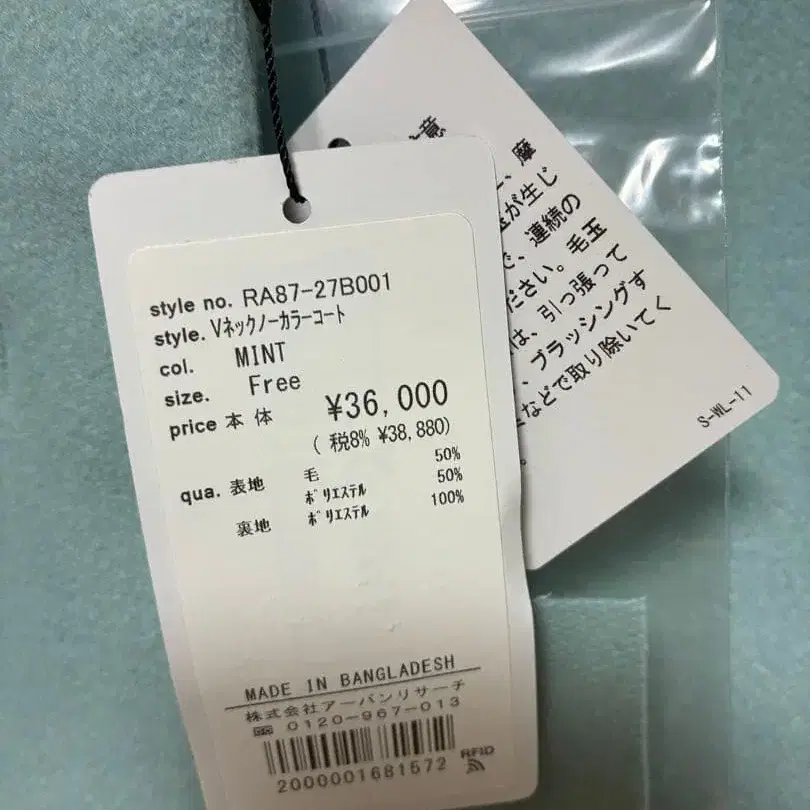 style no. RA87-27B001
style. Vネックノーカラーコート
col. MINT
size. Free
price 本 体 ¥36,000
( 税8% ¥38,880)
qua. 表地 毛 50%
ポリエステル 50%
裏地 ポリエステル 100%
MADE IN BANGLADESH
株式会社アーバンリサーチ
0120-967-013
2000001681572
RFID
意
、摩
が生じ
で、連続の
ださい。毛玉
は、引っ張って
、ブラッシングす
などで取り除いてく
。
S-WL-11